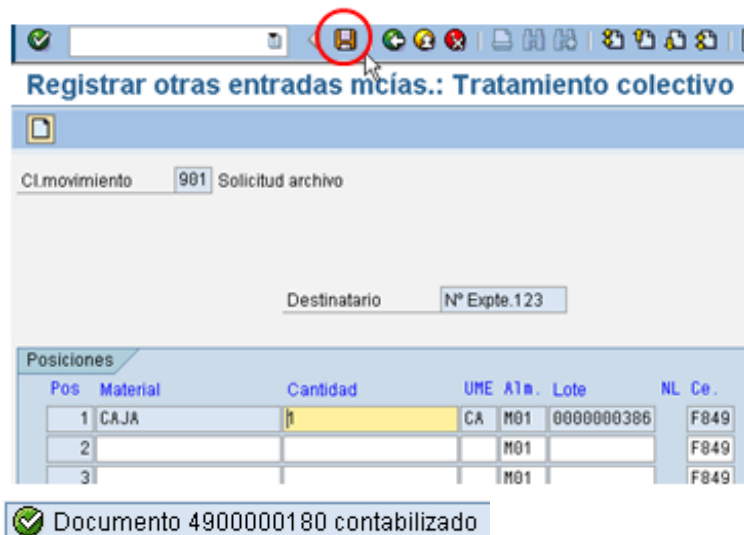 Registrar otras entradas mcías.: Tratamiento colectivo
Cl.movimiento 901 Solicitud archivo
Destinatario Nº Expte.123
Posiciones
Pos Material Cantidad UME Alm. Lote NL Ce.
1 CAJA 1 CA M01 0000000386 F849
2 M01 F849
3 M01 F849
Documento 4900000180 contabilizado